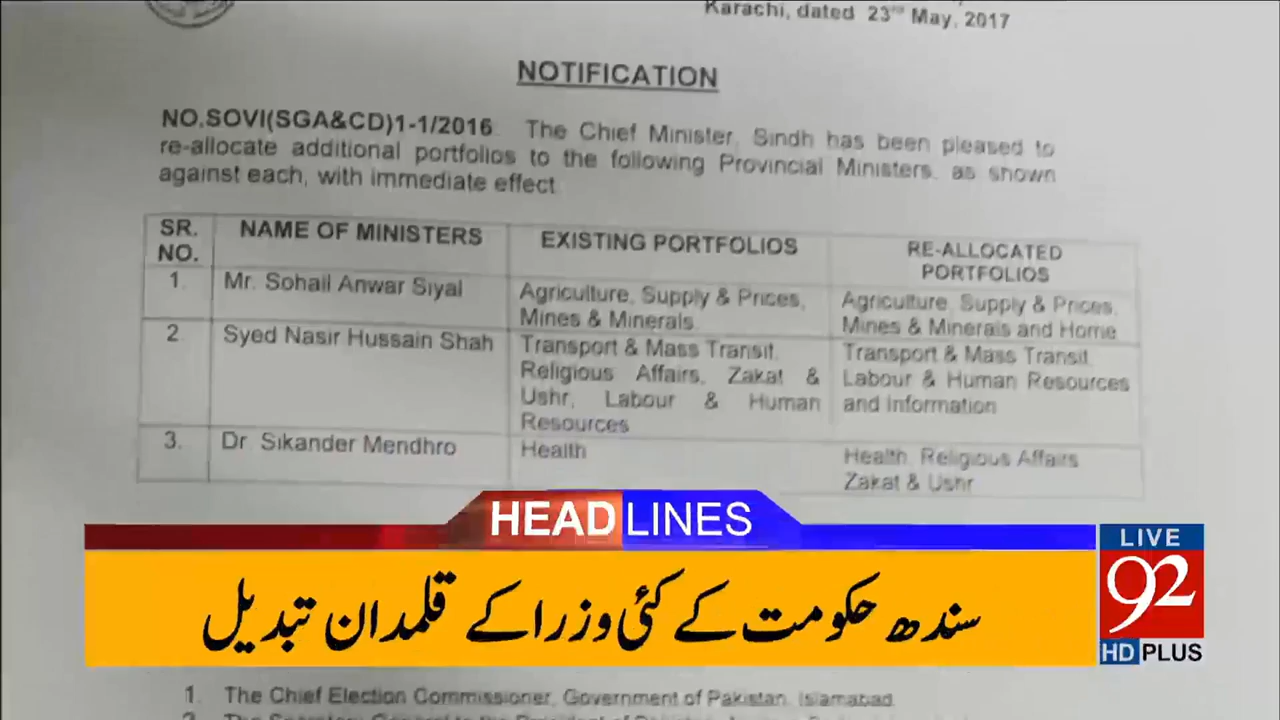 Karachi, dated 23rd May, 2017
NOTIFICATION
NO.SOVI(SGA&CD)1-1/2016 The Chief Minister, Sindh has been pleased to
re-allocate additional portfolios to the following Provincial Ministers, as shown
against each, with immediate effect
SR. NO. NAME OF MINISTERS EXISTING PORTFOLIOS RE-ALLOCATED PORTFOLIOS
1. Mr. Sohail Anwar Siyal Agriculture, Supply & Prices, Mines & Minerals. Agriculture, Supply & Prices, Mines & Minerals and Home
2. Syed Nasir Hussain Shah Transport & Mass Transit, Religious Affairs, Zakat & Ushr, Labour & Human Resources Transport & Mass Transit, Labour & Human Resources and Information
3. Dr Sikander Mendhro Health Health, Religious Affairs Zakat & Ushr
HEADLINES
سندھ حکومت کے کئی وزرا کے قلمدان تبدیل
LIVE
92
HD PLUS
1. The Chief Election Commissioner, Government of Pakistan, Islamabad.